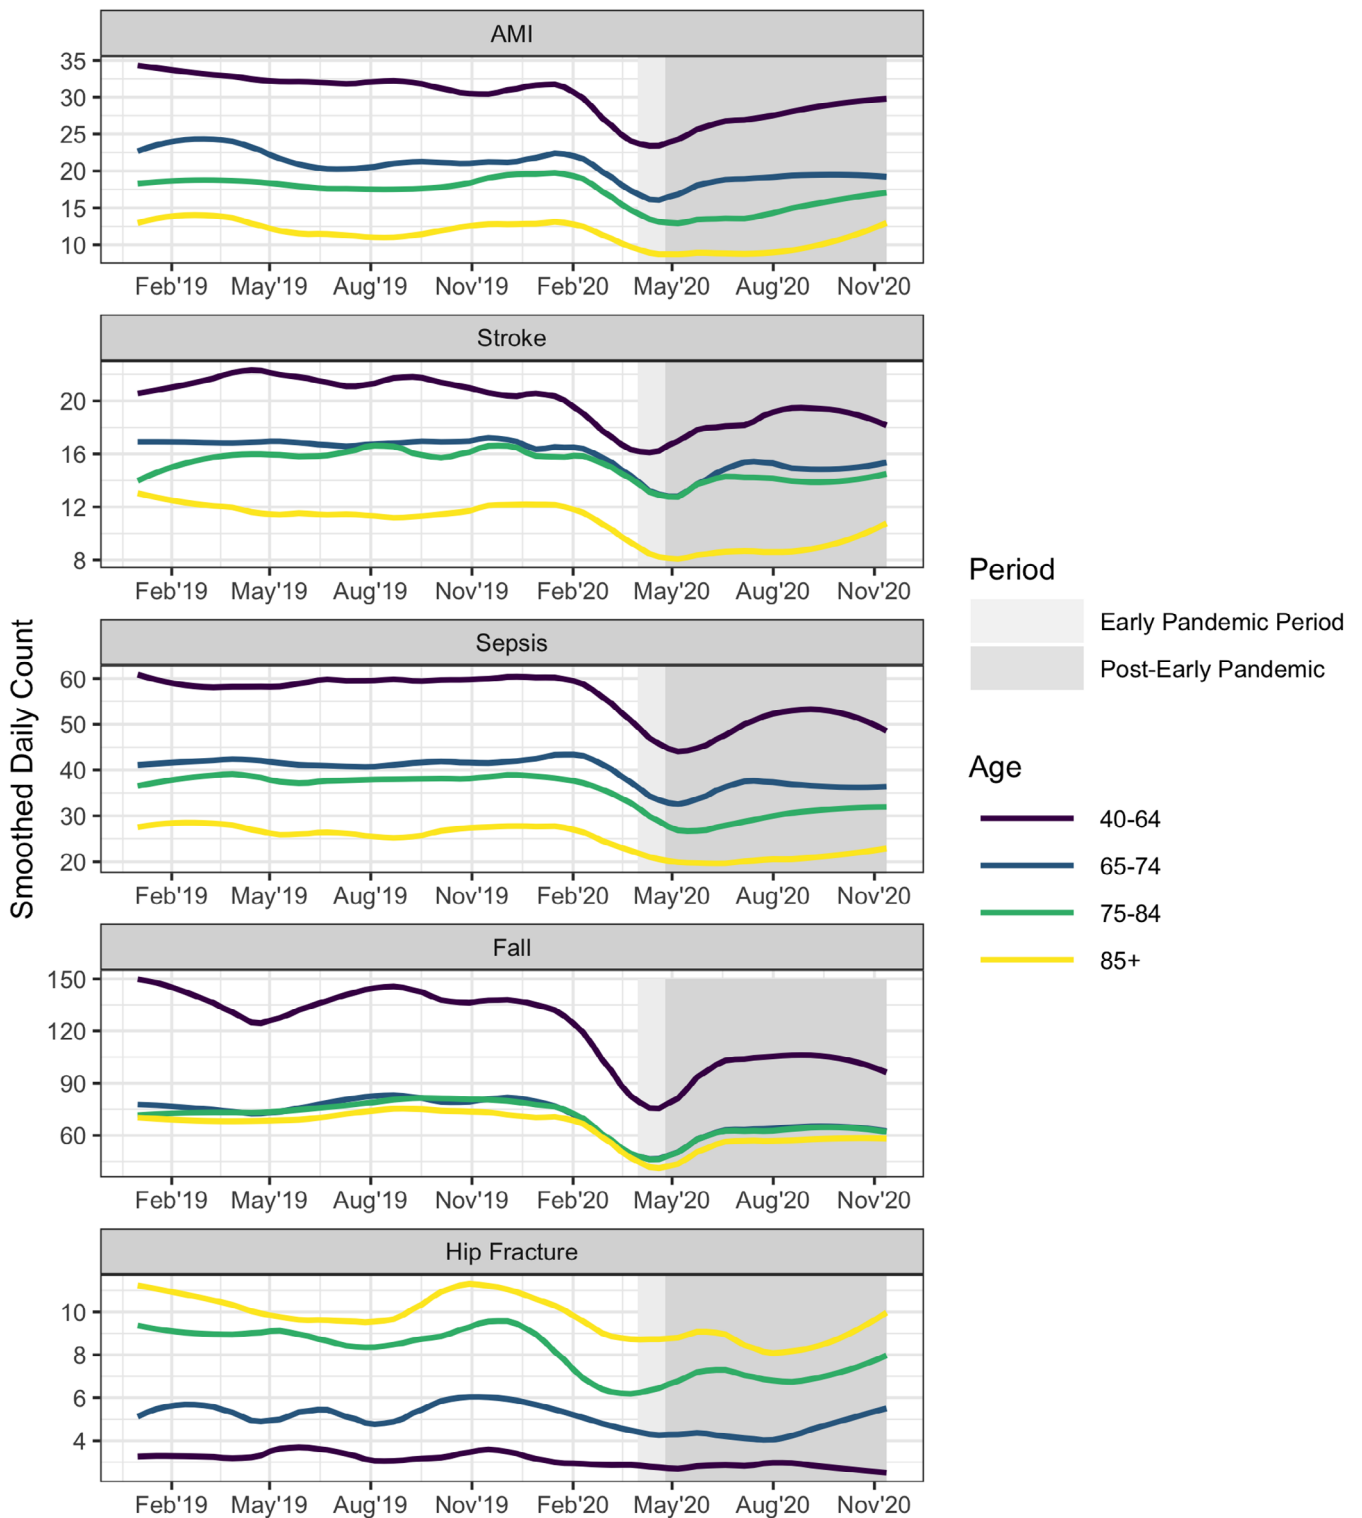 AMI
35
30
25
20
15
10
Feb'19 May'19 Aug'19 Nov'19 Feb'20 May'20 Aug'20 Nov'20
Stroke
20
16
12
8
Feb'19 May'19 Aug'19 Nov'19 Feb'20 May'20 Aug'20 Nov'20
Smoothed Daily Count
Sepsis
60
50
40
30
20
Feb'19 May'19 Aug'19 Nov'19 Feb'20 May'20 Aug'20 Nov'20
Fall
150
120
90
60
Feb'19 May'19 Aug'19 Nov'19 Feb'20 May'20 Aug'20 Nov'20
Hip Fracture
10
8
6
4
Feb'19 May'19 Aug'19 Nov'19 Feb'20 May'20 Aug'20 Nov'20
Period
Early Pandemic Period
Post-Early Pandemic
Age
40-64
65-74
75-84
85+